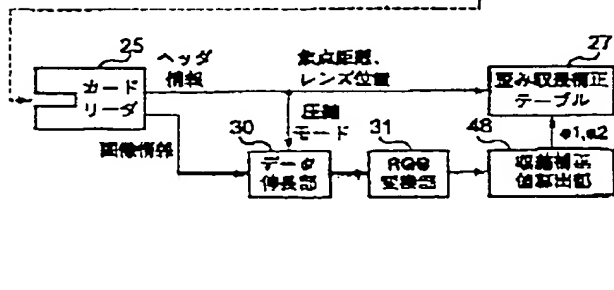 25
カード
リーダ
ヘッダ
情報
焦点距離、
レンズ位置
27
歪み収差補正
テーブル
圧縮
モード
画像情報
30
データ
伸長部
31
RGB
変換部
48
収差補正
値算出部
e1,e2